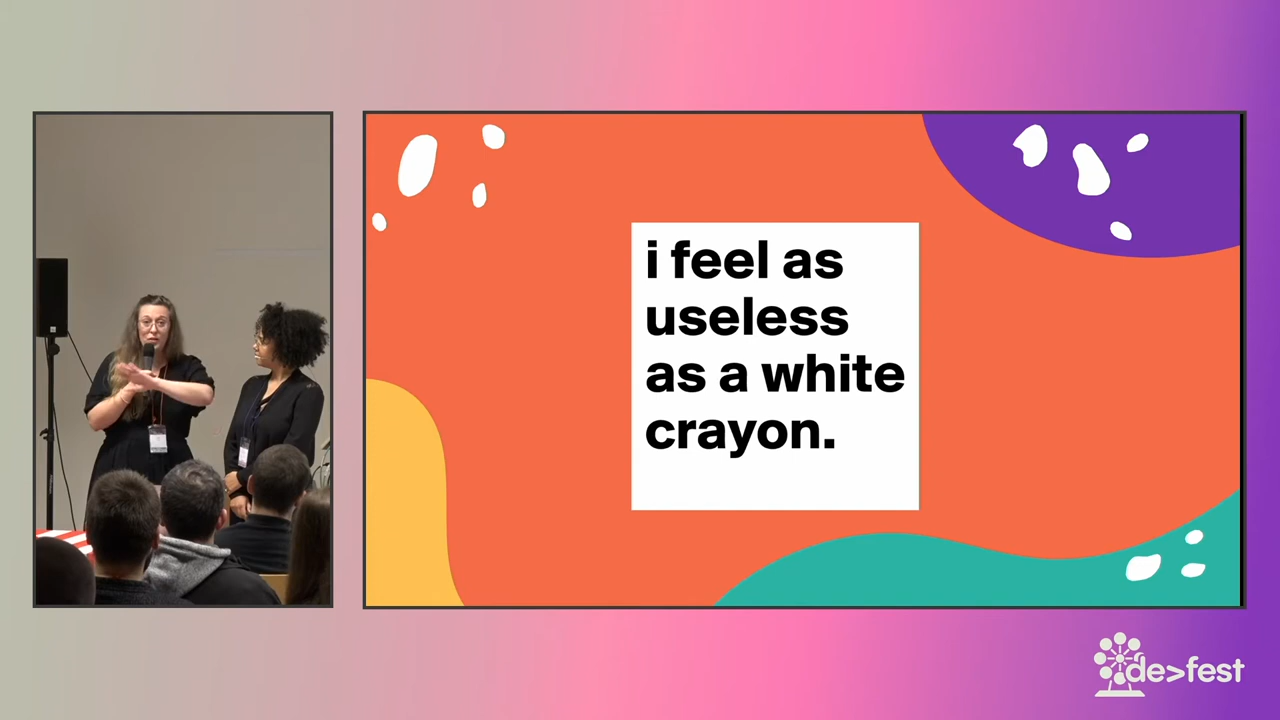 i feel as
useless
as a white
crayon.
de>fest